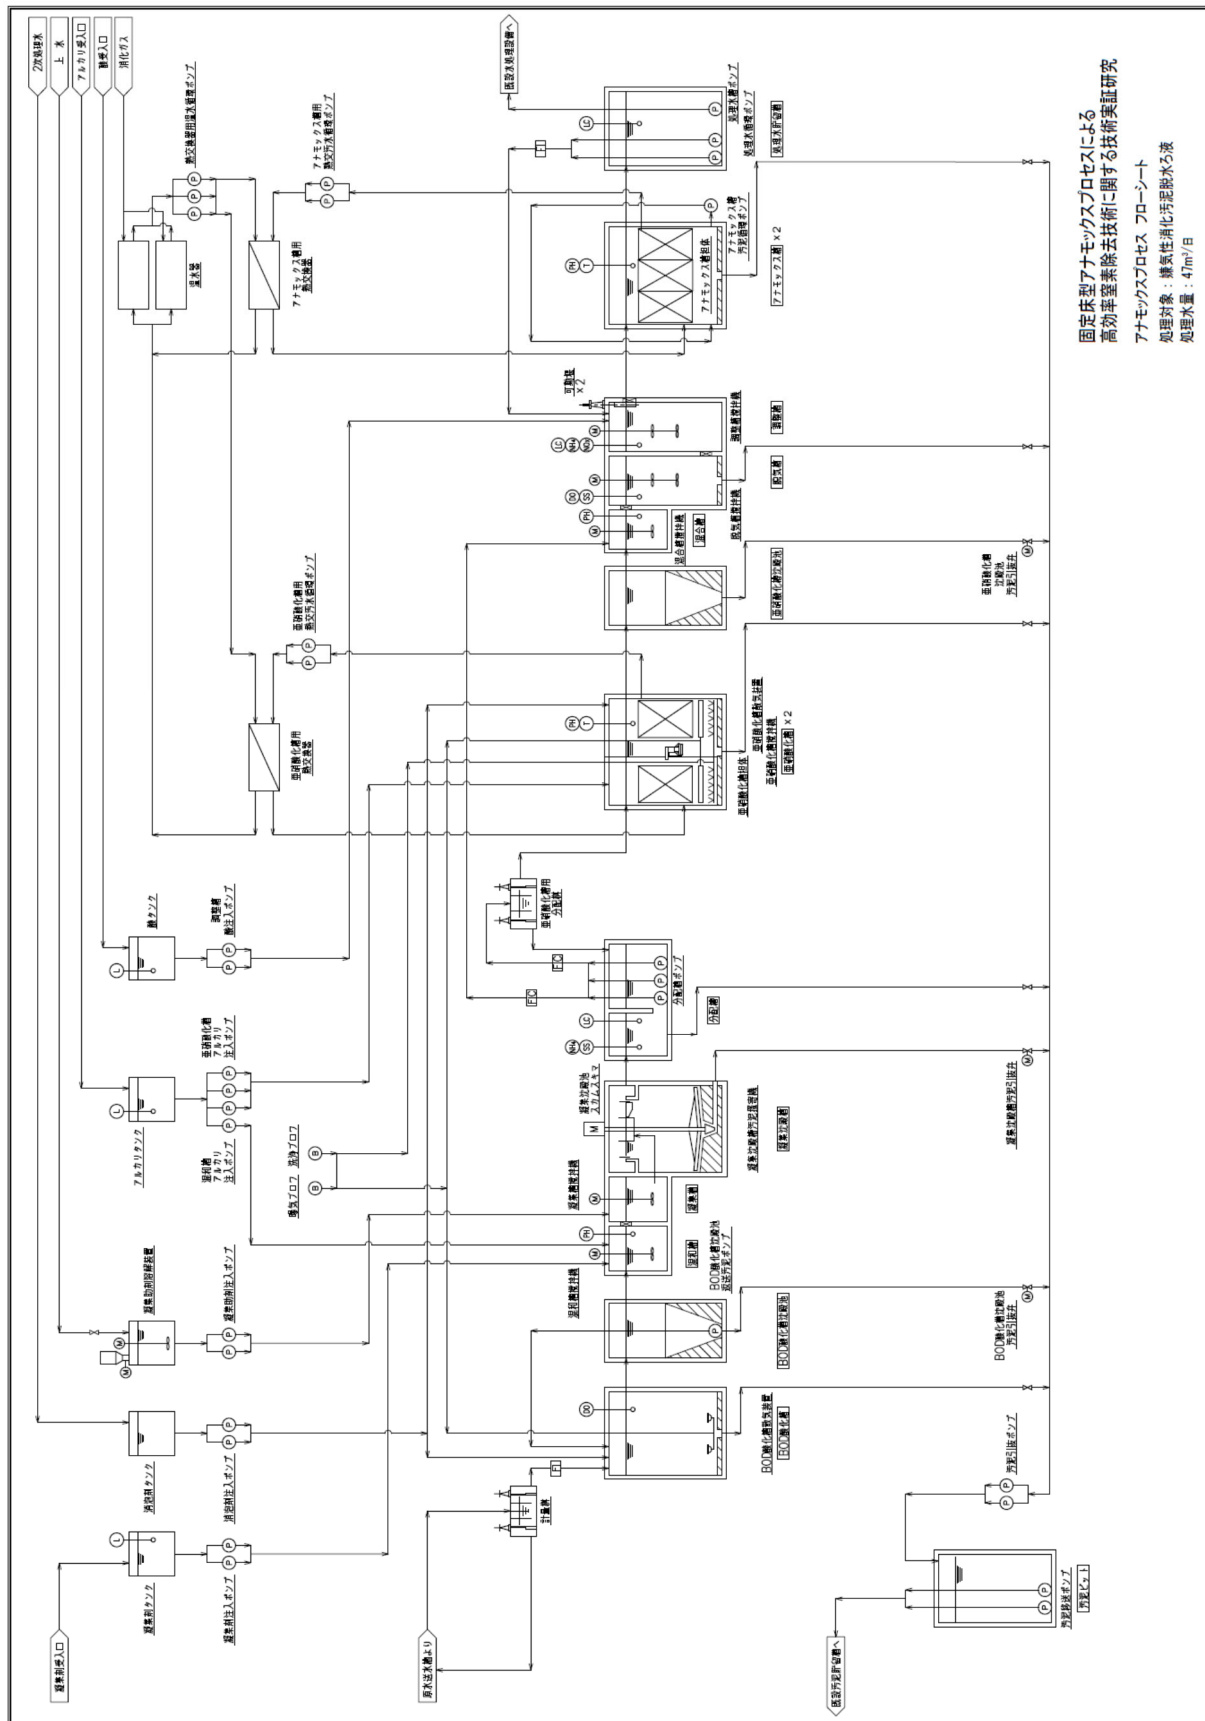 固定床型アナモックスプロセスによる
高効率窒素除去技術に関する技術実証研究
アナモックスプロセス フローシート
処理対象：嫌気性消化汚泥脱水ろ液
処理水量：47m³/日
2次処理水
上水
アルカリ受入口
酸受入口
消化ガス
凝集剤受入口
原水送水槽より
既設汚泥貯留槽へ
既設水処理設備へ
凝集剤タンク
凝集剤注入ポンプ
消泡剤タンク
消泡剤注入ポンプ
凝集助剤溶解装置
凝集助剤注入ポンプ
アルカリタンク
混和槽
アルカリ
注入ポンプ
亜硝酸化槽
アルカリ
注入ポンプ
酸タンク
調整槽
酸注入ポンプ
曝気ブロワ
洗浄ブロワ
温水器
熱交換器用温水循環ポンプ
亜硝酸化槽用
熱交換器
亜硝酸化槽用
熱交汚水循環ポンプ
アナモックス槽用
熱交換器
アナモックス槽用
熱交汚水循環ポンプ
計量槽
BOD酸化槽散気装置
BOD酸化槽
BOD酸化槽沈殿池
返送汚泥ポンプ
BOD酸化槽沈殿池
混和槽撹拌機
混和槽
凝集槽撹拌機
凝集槽
凝集沈殿池
スカムスキマ
凝集沈殿槽汚泥掻寄機
凝集沈殿槽
分配槽ポンプ
分配槽
亜硝酸化槽用
分配槽
亜硝酸化槽担体
亜硝酸化槽散気装置
亜硝酸化槽撹拌機
亜硝酸化槽 ×2
亜硝酸化槽沈殿池
混合槽撹拌機
混合槽
脱気槽撹拌機
脱気槽
調整槽撹拌機
調整槽
可動堰
×2
アナモックス槽担体
アナモックス槽
汚泥循環ポンプ
アナモックス槽 ×2
処理水槽ポンプ
処理水循環ポンプ
処理水貯留槽
BOD酸化槽沈殿池
汚泥引抜弁
凝集沈殿槽汚泥引抜弁
亜硝酸化槽
沈殿池
汚泥引抜弁
汚泥引抜ポンプ
汚泥移送ポンプ
汚泥ピット